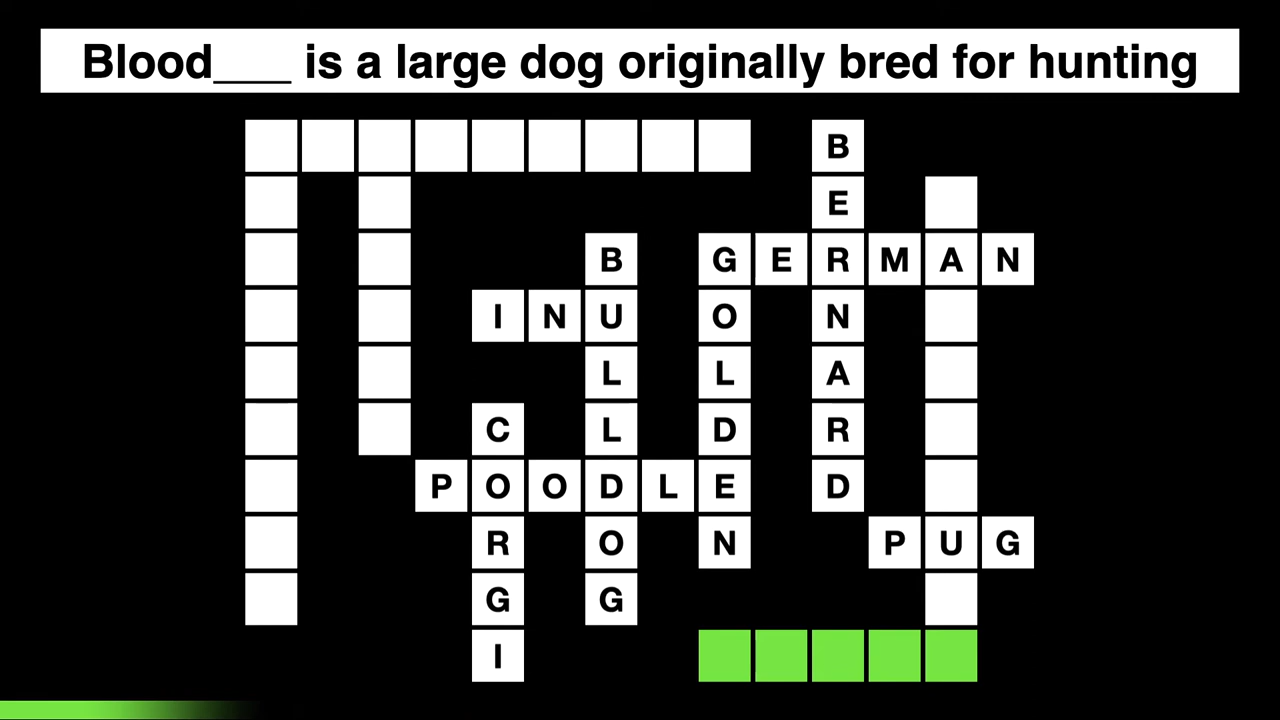 Blood___ is a large dog originally bred for hunting
B
E
B G E R M A N
I N U O N
L L A
C L D R
P O O D L E D
R O N P U G
G G
I